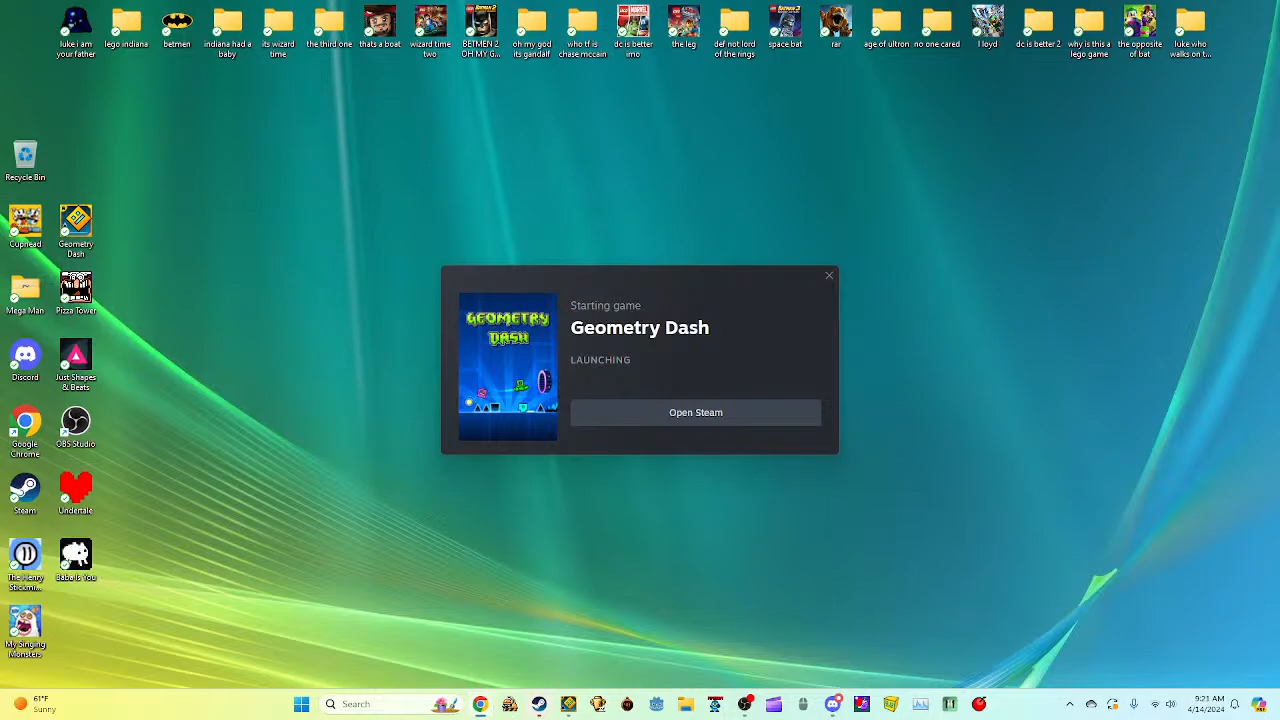 luke i am
your father
lego indiana
betmen
indiana had a
baby
its wizard
time
the third one
thats a boat
wizard time
two
BETMEN 2
OH MY G...
oh my god
its gandalf
who tf is
chase mccain
dc is better
imo
the leg
def not lord
of the rings
space bat
rar
age of ultron
no one cared
l loyd
dc is better 2
why is this a
lego game
the opposite
of bat
luke who
walks on t...
Recycle Bin
Cuphead
Geometry
Dash
Mega Man
Pizza Tower
Discord
Just Shapes
& Beats
Google
Chrome
OBS Studio
Steam
Undertale
The Henry
Stickmi...
Baba Is You
My Singing
Monsters
GEOMETRY
DASH
Starting game
Geometry Dash
LAUNCHING
Open Steam
61°F
Sunny
Search
9:21 AM
4/14/2024